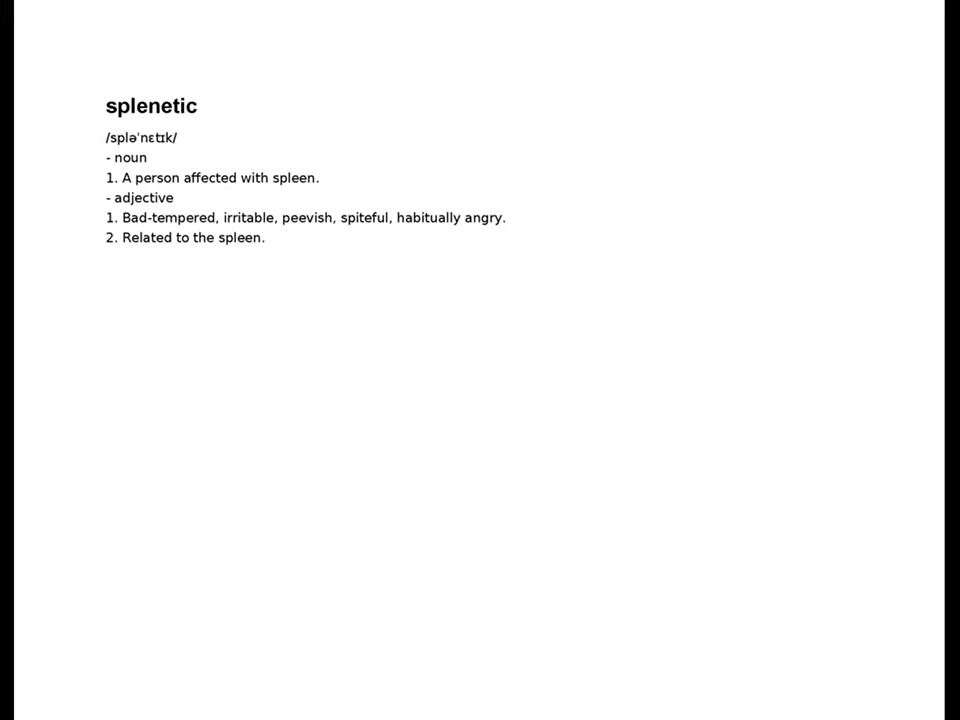 splenetic
/spləˈnɛtɪk/
- noun
1. A person affected with spleen.
- adjective
1. Bad-tempered, irritable, peevish, spiteful, habitually angry.
2. Related to the spleen.